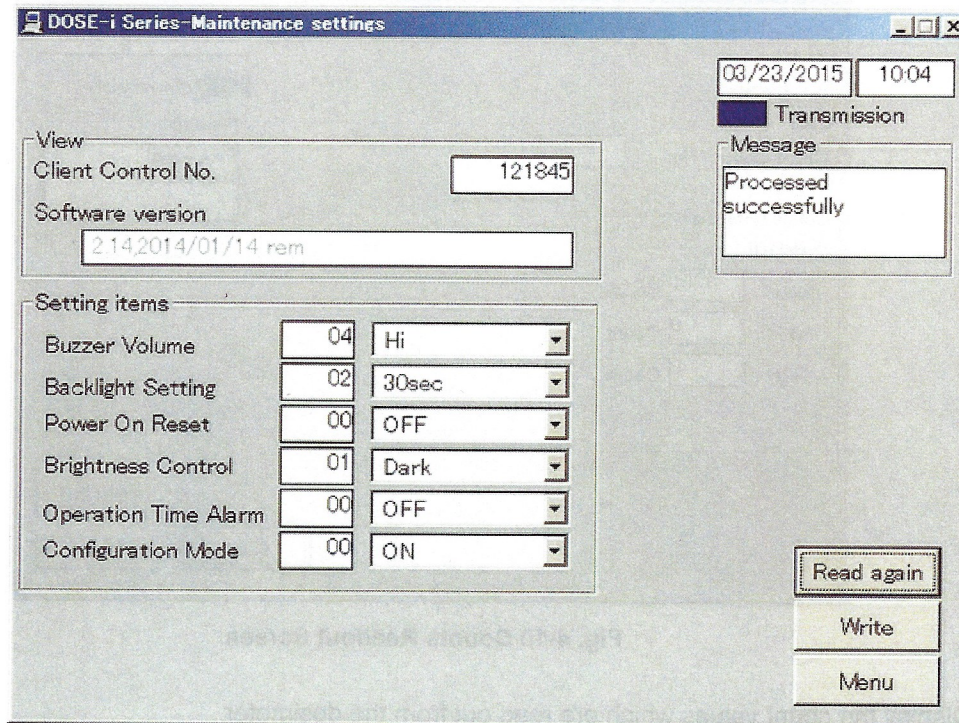 DOSE-i Series-Maintenance settings
03/23/2015 10:04
Transmission
View
Client Control No. 121845
Software version
2.14,2014/01/14 rem
Message
Processed
successfully
Setting items
Buzzer Volume 04 Hi
Backlight Setting 02 30sec
Power On Reset 00 OFF
Brightness Control 01 Dark
Operation Time Alarm 00 OFF
Configuration Mode 00 ON
Read again
Write
Menu